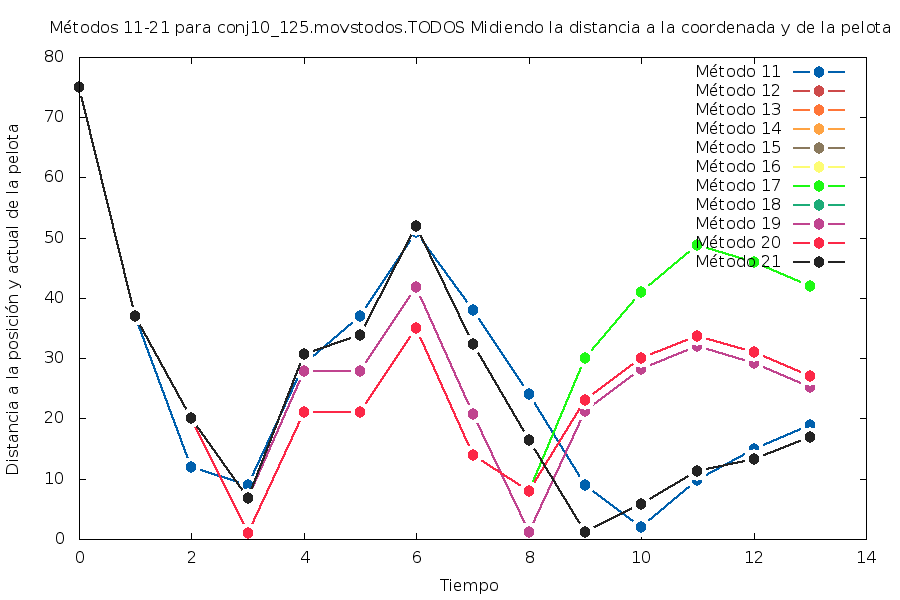 Métodos 11-21 para conj10_125.movstodos.TODOS Midiendo la distancia a la coordenada y de la pelota
Distancia a la posición y actual de la pelota
80
70
60
50
40
30
20
10
0
Método 11
Método 12
Método 13
Método 14
Método 15
Método 16
Método 17
Método 18
Método 19
Método 20
Método 21
0 2 4 6 8 10 12 14
Tiempo